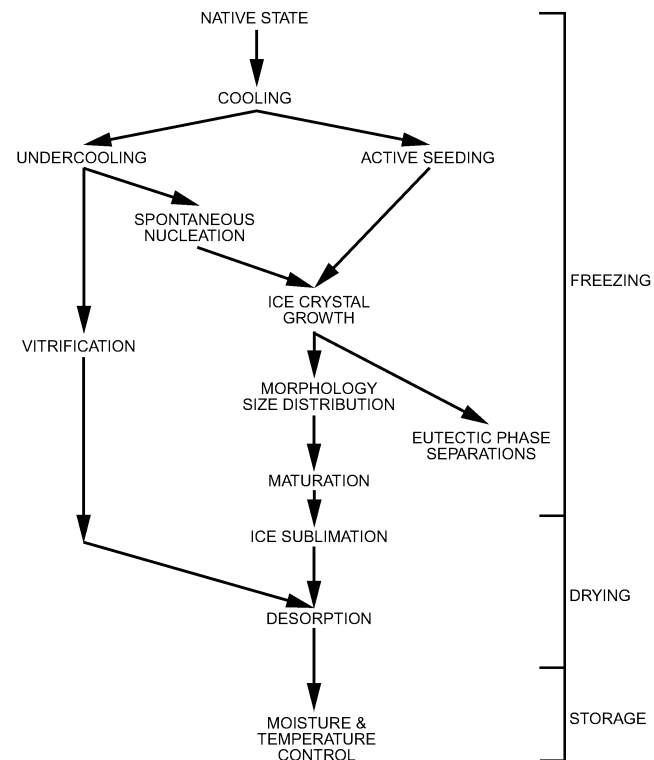 NATIVE STATE
COOLING
UNDERCOOLING
ACTIVE SEEDING
SPONTANEOUS
NUCLEATION
FREEZING
ICE CRYSTAL
GROWTH
VITRIFICATION
MORPHOLOGY
SIZE DISTRIBUTION
EUTECTIC PHASE
SEPARATIONS
MATURATION
ICE SUBLIMATION
DRYING
DESORPTION
STORAGE
MOISTURE &
TEMPERATURE
CONTROL